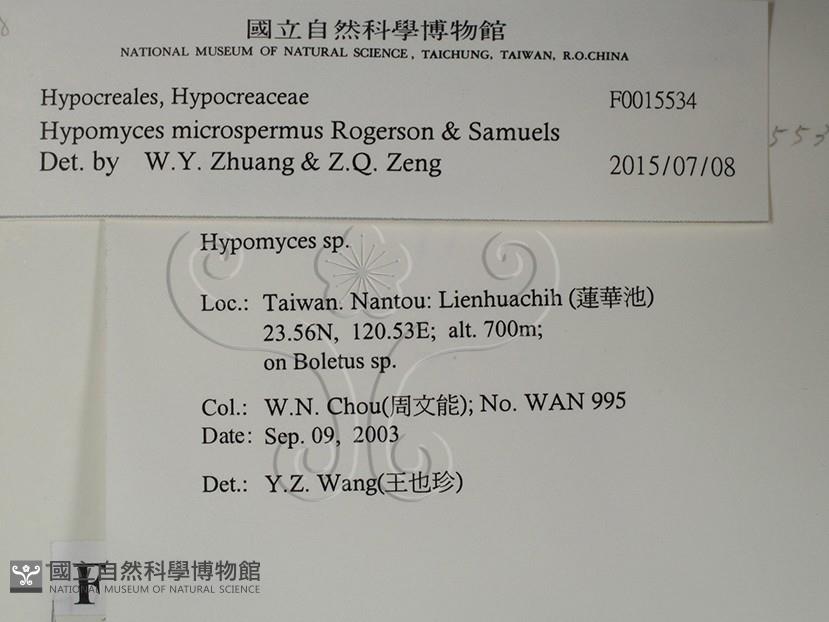 國立自然科學博物館
NATIONAL MUSEUM OF NATURAL SCIENCE, TAICHUNG, TAIWAN, R.O.CHINA
Hypocreales, Hypocreaceae F0015534
Hypomyces microspermus Rogerson & Samuels
Det. by W.Y. Zhuang & Z.Q. Zeng 2015/07/08
553
Hypomyces sp.
Loc.: Taiwan. Nantou: Lienhuachih (蓮華池)
23.56N, 120.53E; alt. 700m;
on Boletus sp.
Col.: W.N. Chou(周文能); No. WAN 995
Date: Sep. 09, 2003
Det.: Y.Z. Wang(王也珍)
F
國立自然科學博物館
NATIONAL MUSEUM OF NATURAL SCIENCE